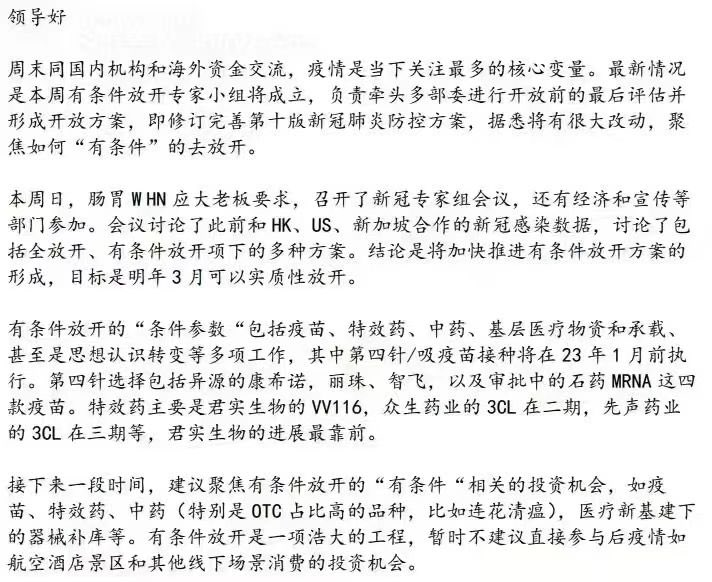 领导好
周末同国内机构和海外资金交流，疫情是当下关注最多的核心变量。最新情况
是本周有条件放开专家小组将成立，负责牵头多部委进行开放前的最后评估并
形成开放方案，即修订完善第十版新冠肺炎防控方案，据悉将有很大改动，聚
焦如何“有条件”的去放开。
本周日，肠胃 WHN 应大老板要求，召开了新冠专家组会议，还有经济和宣传等
部门参加。会议讨论了此前和 HK、US、新加坡合作的新冠感染数据，讨论了包
括全放开、有条件放开项下的多种方案。结论是将加快推进有条件放开方案的
形成，目标是明年 3 月可以实质性放开。
有条件放开的“条件参数“包括疫苗、特效药、中药、基层医疗物资和承载、
甚至是思想认识转变等多项工作，其中第四针/吸疫苗接种将在 23 年 1 月前执
行。第四针选择包括异源的康希诺，丽珠、智飞，以及审批中的石药 MRNA 这四
款疫苗。特效药主要是君实生物的 VV116，众生药业的 3CL 在二期，先声药业
的 3CL 在三期等，君实生物的进展最靠前。
接下来一段时间，建议聚焦有条件放开的“有条件“相关的投资机会，如疫
苗、特效药、中药（特别是 OTC 占比高的品种，比如连花清瘟），医疗新基建下
的器械补库等。有条件放开是一项浩大的工程，暂时不建议直接参与后疫情如
航空酒店景区和其他线下场景消费的投资机会。